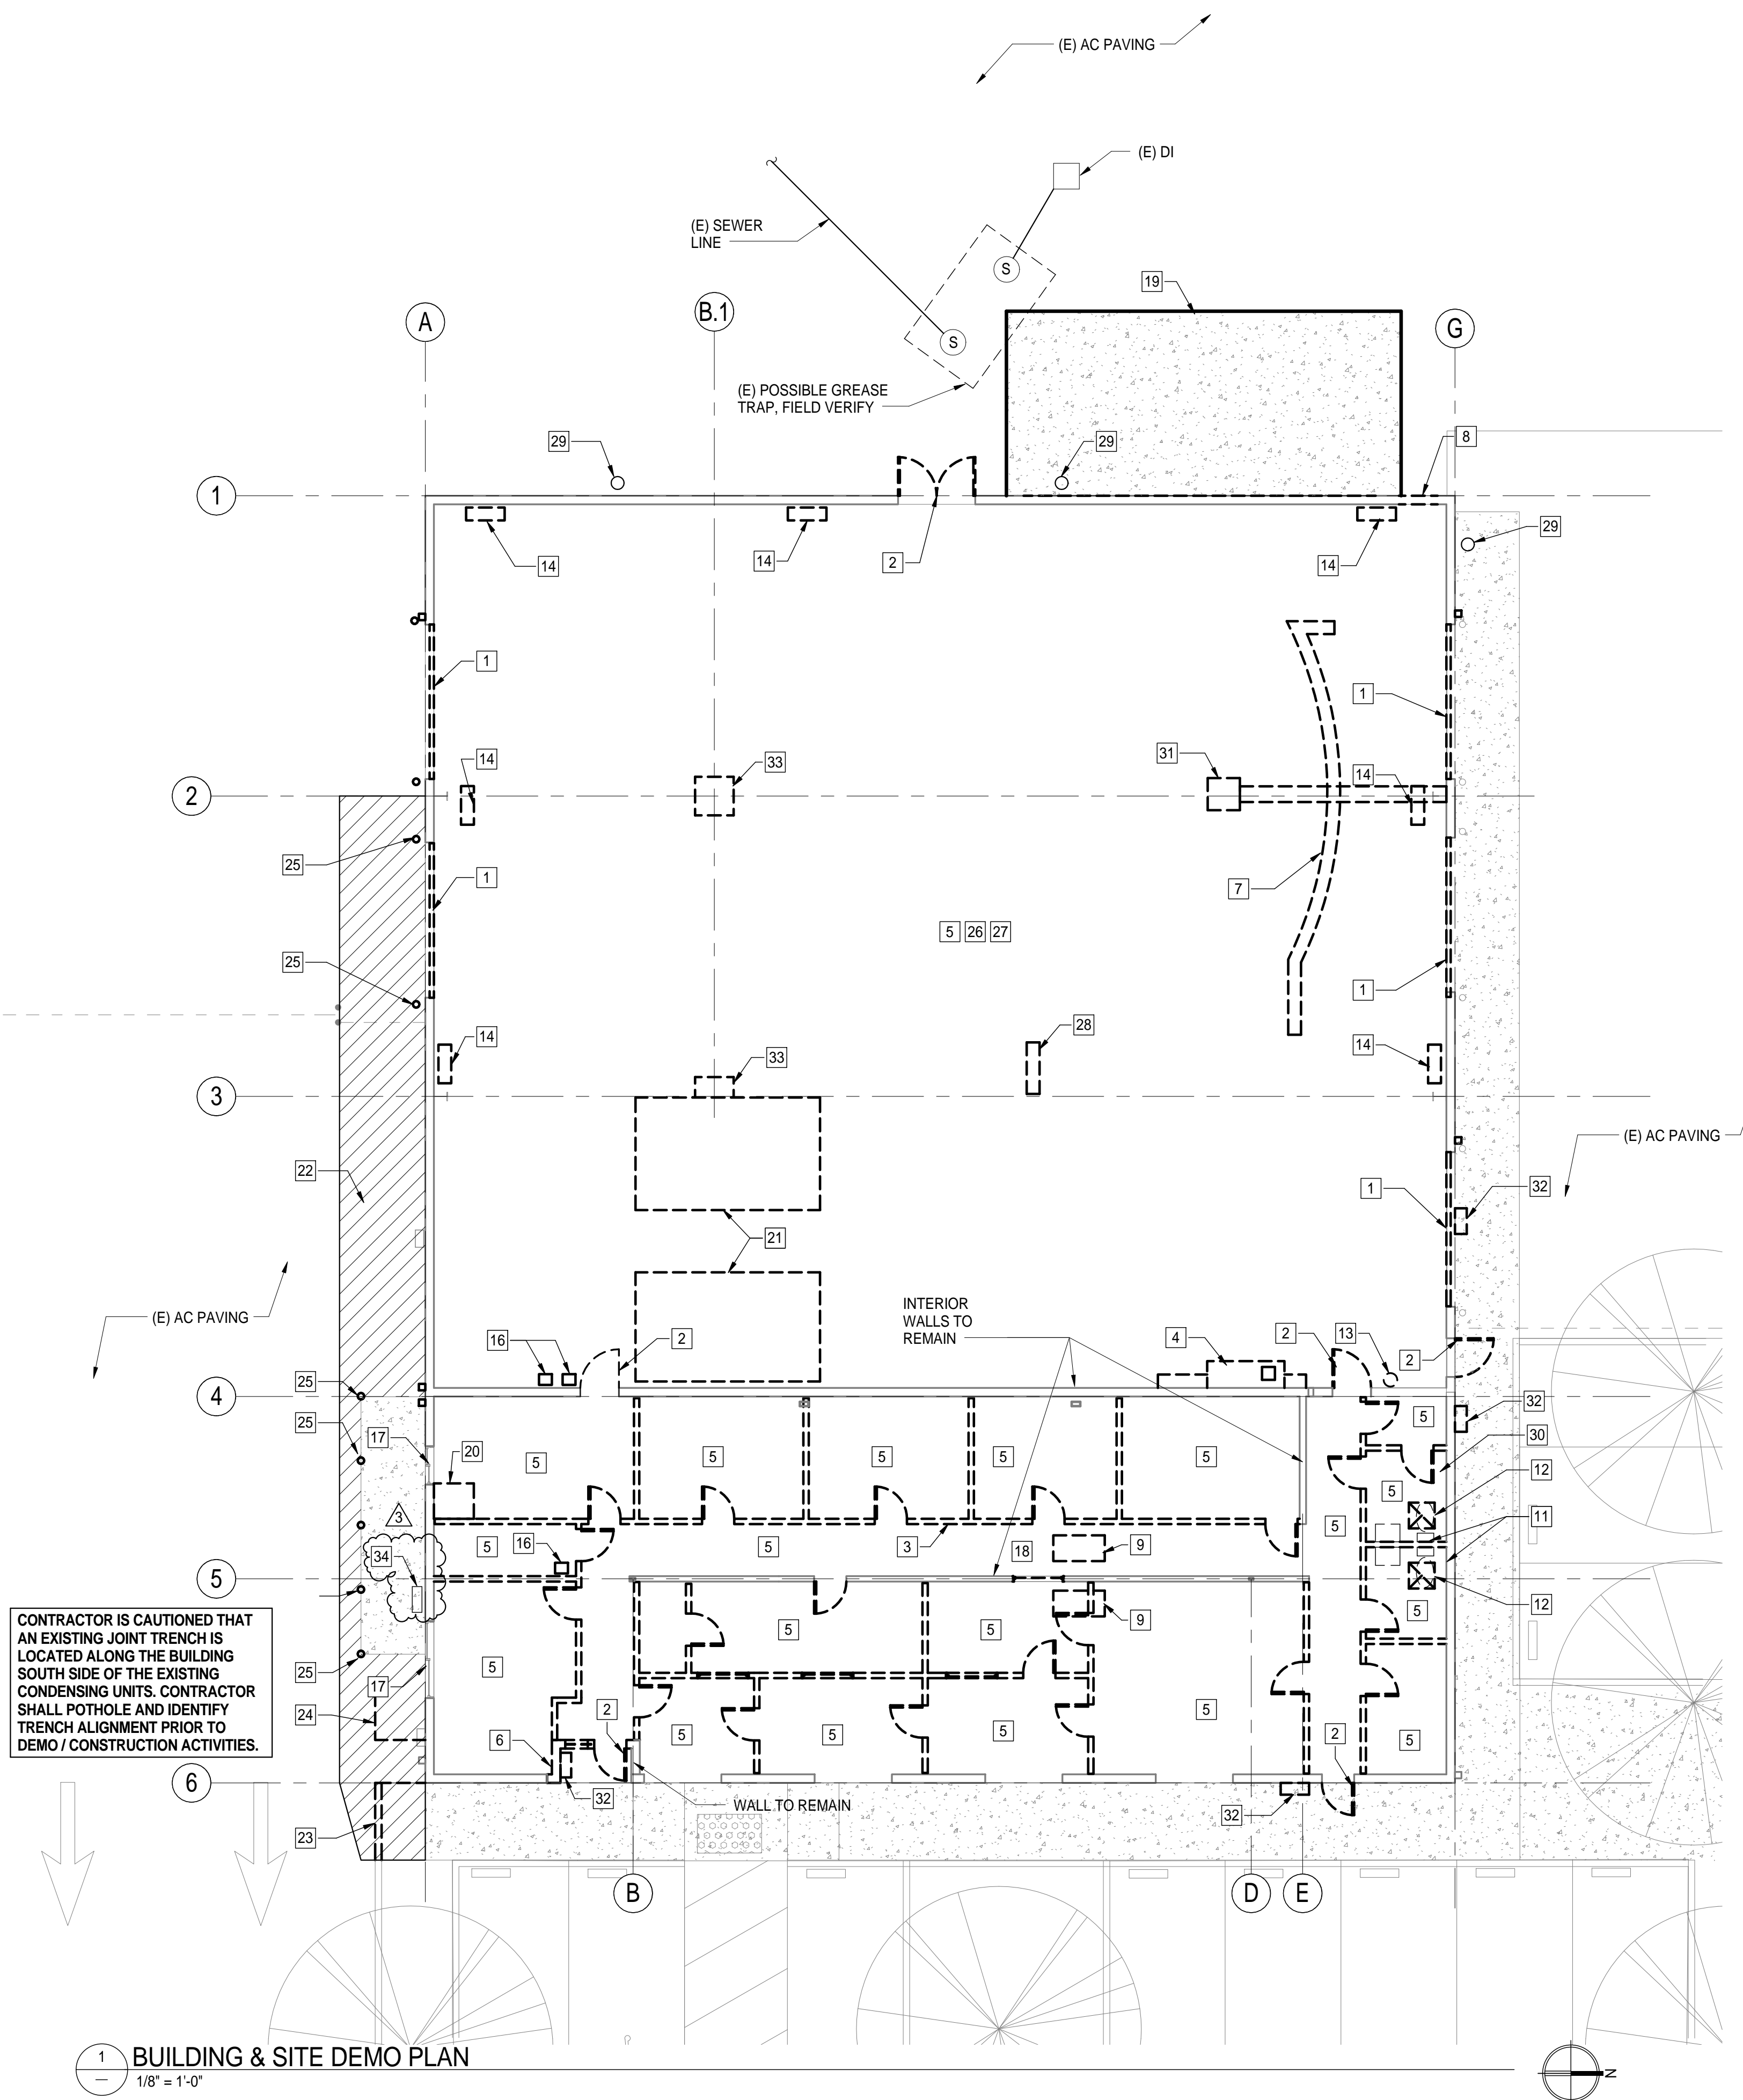 (E) AC PAVING
(E) DI
(E) SEWER
LINE
19
A
B.1
G
S
S
(E) POSSIBLE GREASE
TRAP, FIELD VERIFY
29
29
8
1
29
14
14
2
14
1
1
14
33
31
14
2
25
1
7
5 26 27
25
1
14
28
14
33
3
(E) AC PAVING
22
1
32
21
(E) AC PAVING
INTERIOR
WALLS TO
REMAIN
16
2
4
2
13
2
25
4
32
25
17
20
5
5
5
5
5
5
30
12
5
3
11
34
5
16
5
3
18
9
5
5
12
9
5
5
5
CONTRACTOR IS CAUTIONED THAT
AN EXISTING JOINT TRENCH IS
LOCATED ALONG THE BUILDING
SOUTH SIDE OF THE EXISTING
CONDENSING UNITS. CONTRACTOR
SHALL POTHOLE AND IDENTIFY
TRENCH ALIGNMENT PRIOR TO
DEMO / CONSTRUCTION ACTIVITIES.
25
5
17
24
2
5
5
5
5
5
6
2
6
32
WALL TO REMAIN
32
23
B
D
E
1
BUILDING & SITE DEMO PLAN
1/8" = 1'-0"
N